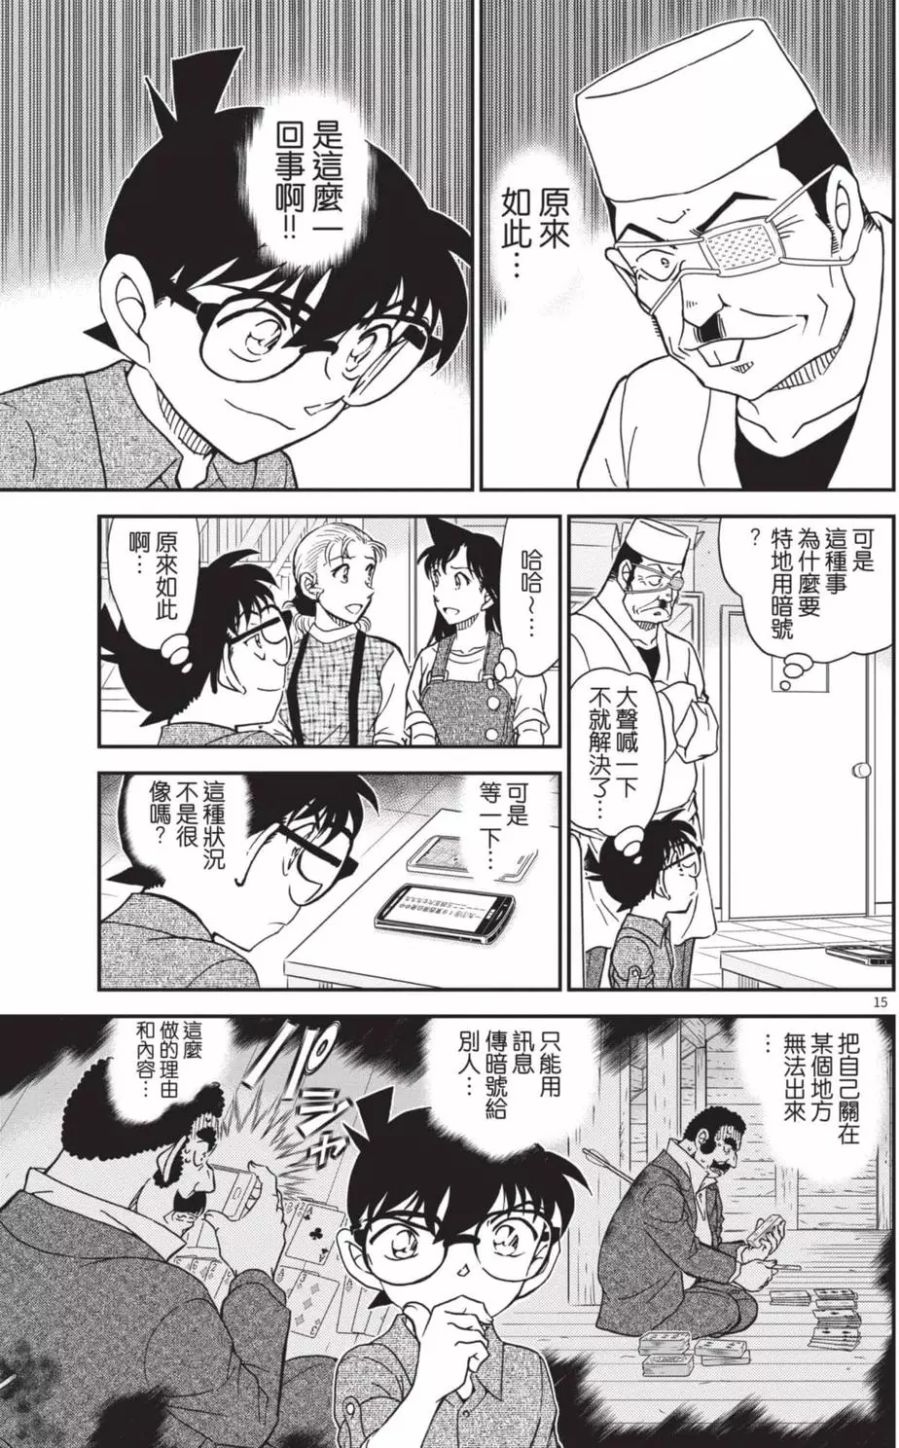 原來
如此…
是這麼一
回事啊!!
可是
這種事
為什麼要
特地用暗號
?
大聲喊一下
不就解決了…
哈哈～…
原來如此
啊…
可是
等一下…
這種狀況
不是很
像嗎?
15
把自己關在
某個地方
無法出來
…
只能用
訊息
傳暗號給
別人…
パシャ
這麼
做的理由
和內容…